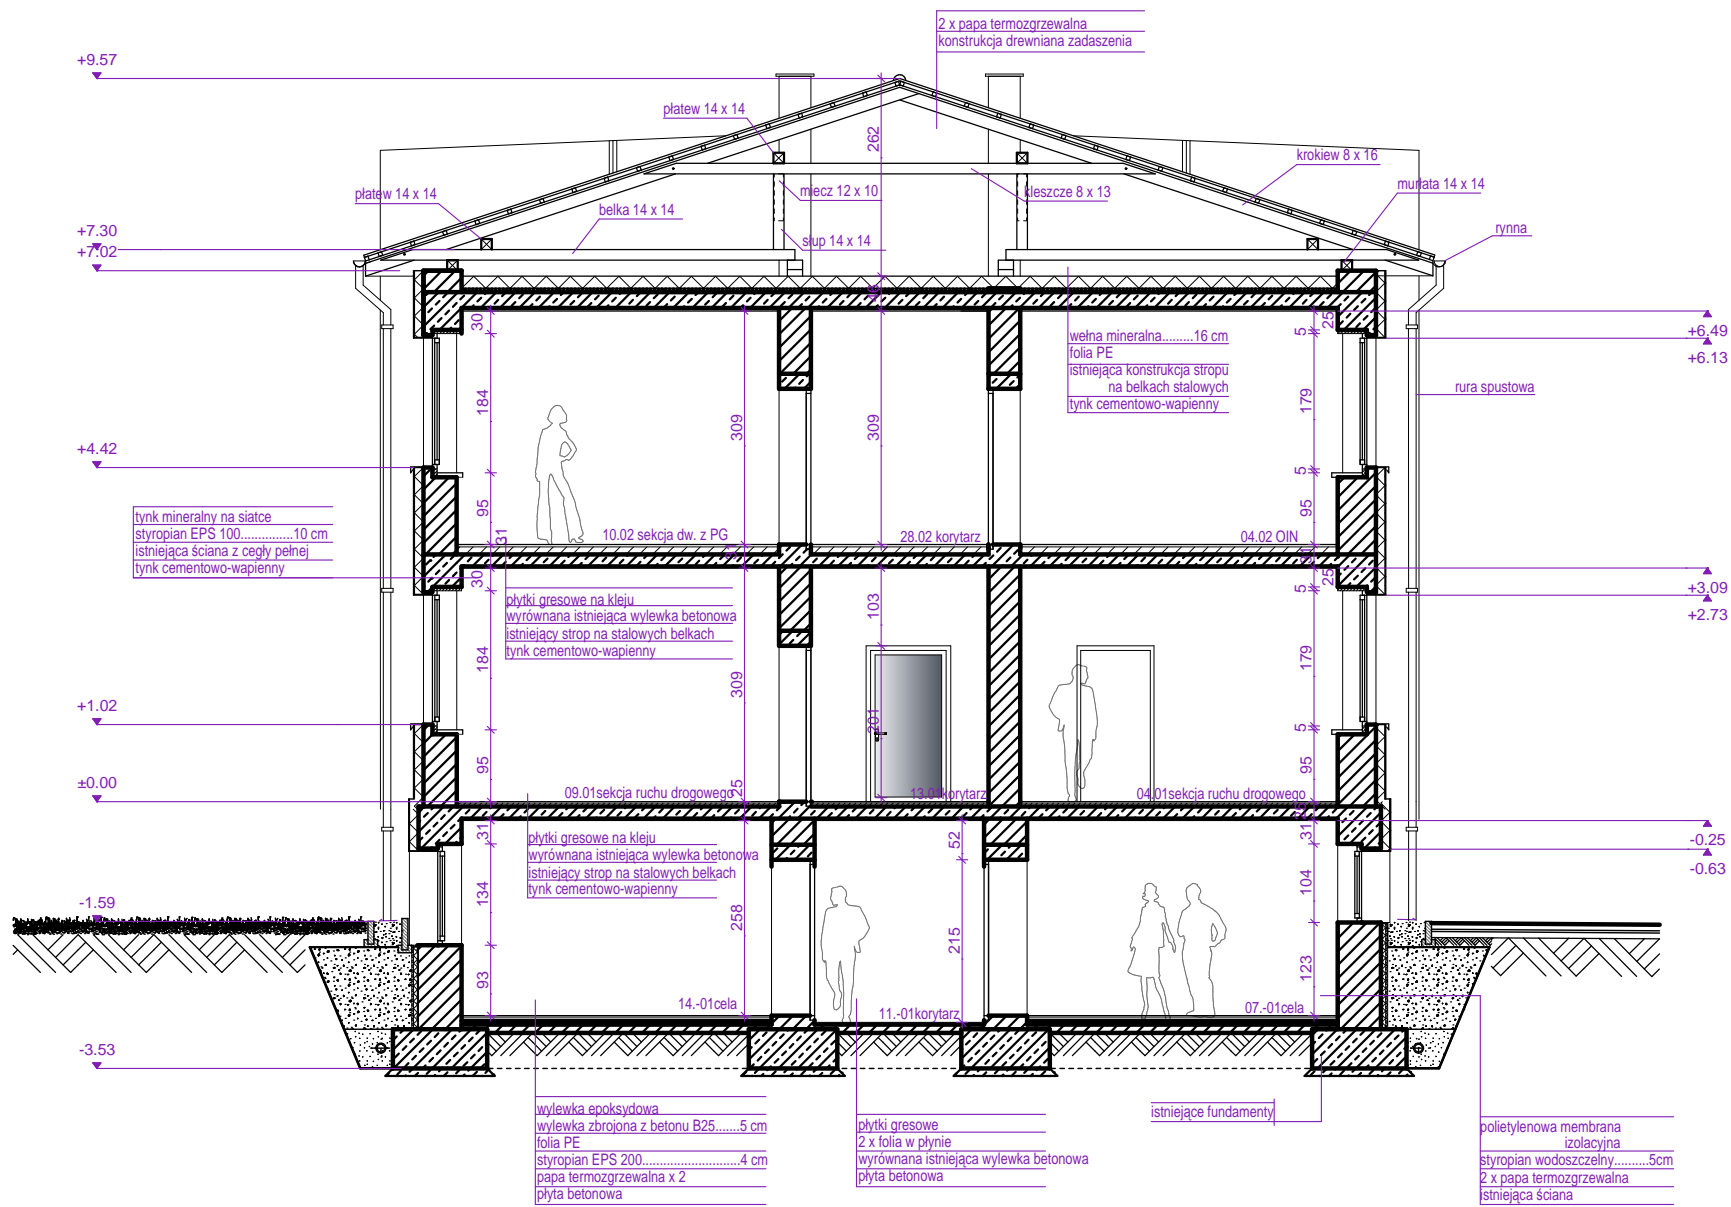 2 x papa termozgrzewalna
konstrukcja drewniana zadaszenia
+9.57
płatew 14 x 14
262
krokiew 8 x 16
płatew 14 x 14
miecz 12 x 10
kleszcze 8 x 13
murłata 14 x 14
belka 14 x 14
+7.30
słup 14 x 14
rynna
+7.02
30
25
5
+6.49
+6.13
wełna mineralna.........16 cm
folia PE
istniejąca konstrukcja stropu
na belkach stalowych
tynk cementowo-wapienny
rura spustowa
184
309
309
179
+4.42
5
95
95
31
10.02 sekcja dw. z PG
28.02 korytarz
04.02 OIN
tynk mineralny na siatce
styropian EPS 100..............10 cm
istniejąca ściana z cegły pełnej
tynk cementowo-wapienny
30
25
5
+3.09
+2.73
płytki gresowe na kleju
wyrównana istniejąca wylewka betonowa
istniejący strop na stalowych belkach
tynk cementowo-wapienny
103
184
309
179
201
+1.02
5
95
95
±0.00
25
09.01sekcja ruchu drogowego
13.01korytarz
04.01sekcja ruchu drogowego
31
31
-0.25
-0.63
płytki gresowe na kleju
wyrównana istniejąca wylewka betonowa
istniejący strop na stalowych belkach
tynk cementowo-wapienny
52
134
104
-1.59
258
215
93
123
14.-01cela
11.-01korytarz
07.-01cela
-3.53
wylewka epoksydowa
wylewka zbrojona z betonu B25.......5 cm
folia PE
styropian EPS 200............................4 cm
papa termozgrzewalna x 2
płyta betonowa
płytki gresowe
2 x folia w płynie
wyrównana istniejąca wylewka betonowa
płyta betonowa
istniejące fundamenty
polietylenowa membrana
izolacyjna
styropian wodoszczelny..........5cm
2 x papa termozgrzewalna
istniejąca ściana